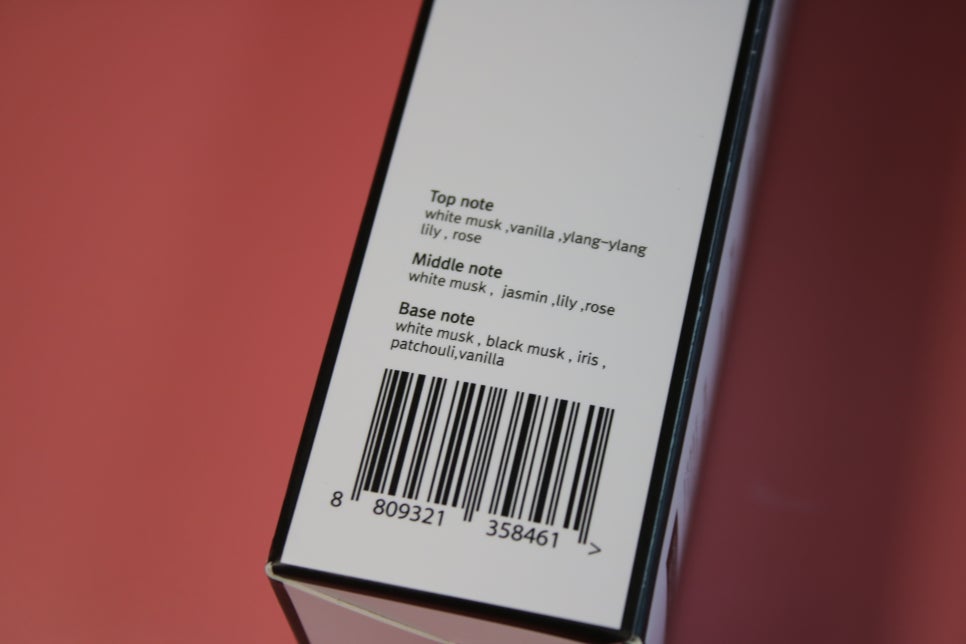 Top note
white musk ,vanilla ,ylang-ylang
lily , rose
Middle note
white musk , jasmin ,lily ,rose
Base note
white musk , black musk , iris ,
patchouli,vanilla
8 809321 358461 >